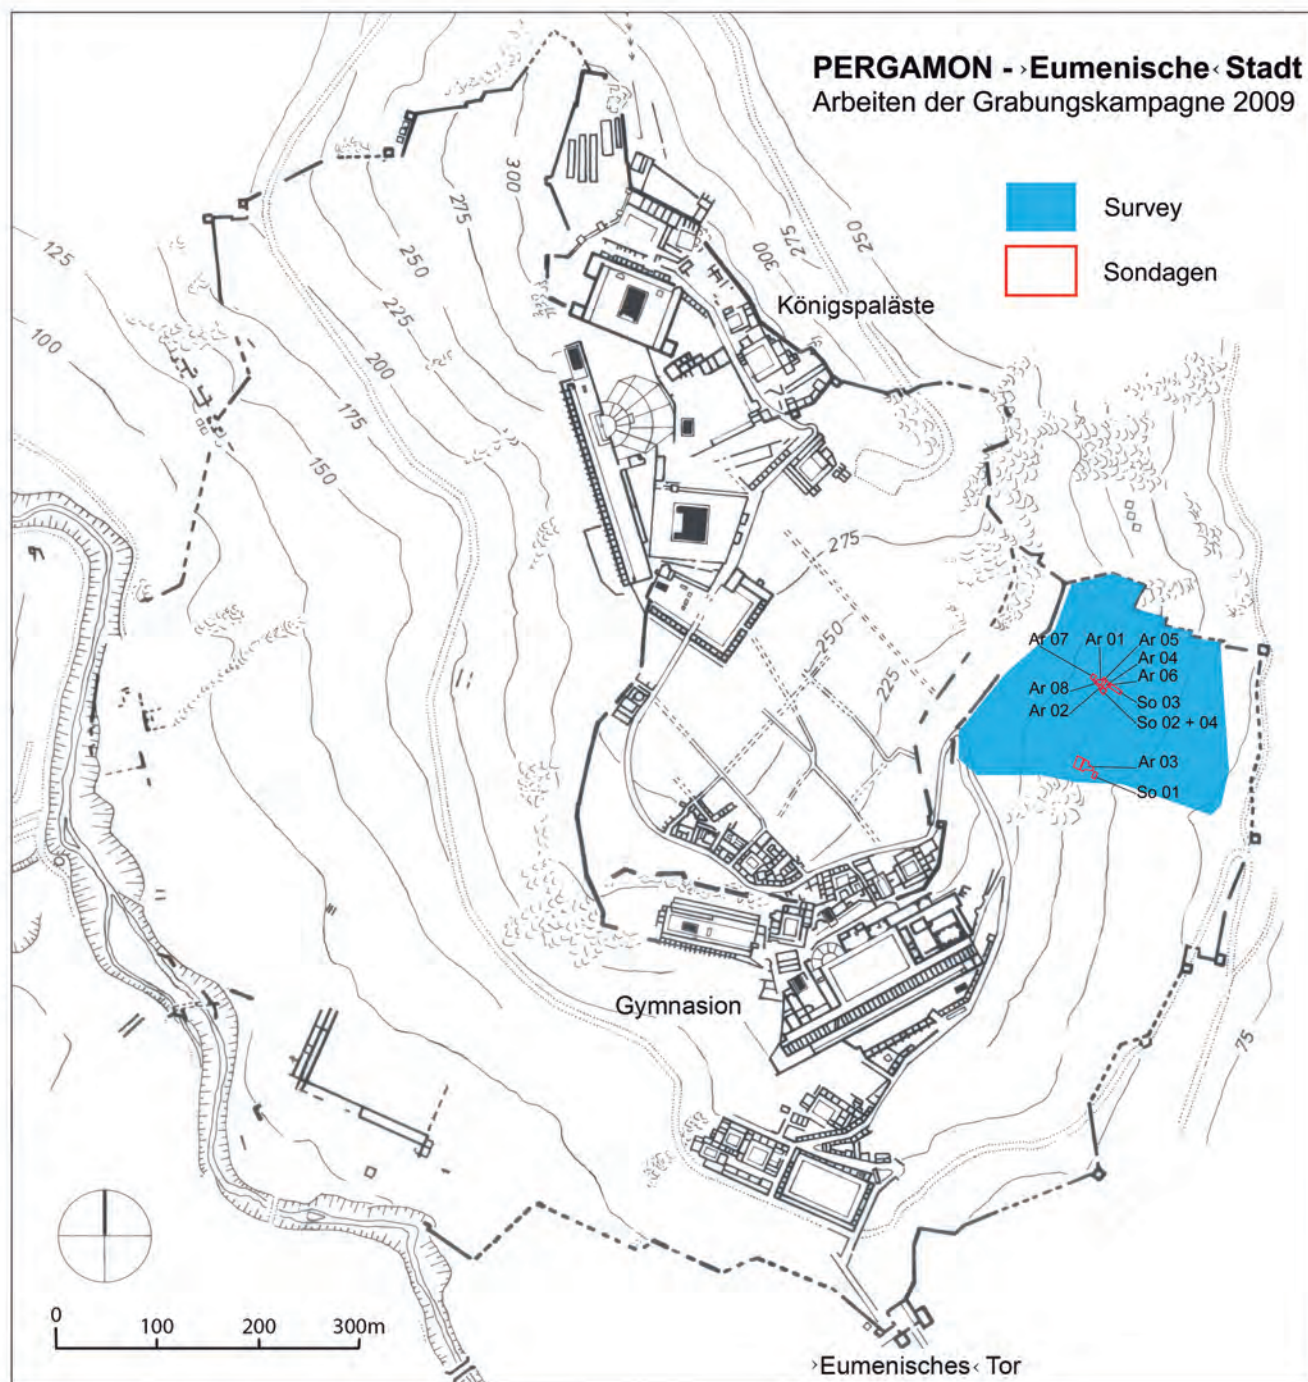 PERGAMON - ›Eumenische‹ Stadt
Arbeiten der Grabungskampagne 2009
Survey
Sondagen
Königspaläste
300
275
250
225
200
175
150
125
100
300
275
250
275
250
225
Ar 07
Ar 01
Ar 05
Ar 04
Ar 08
Ar 06
Ar 02
So 03
So 02 + 04
Ar 03
So 01
Gymnasion
75
0 100 200 300m
›Eumenisches‹ Tor